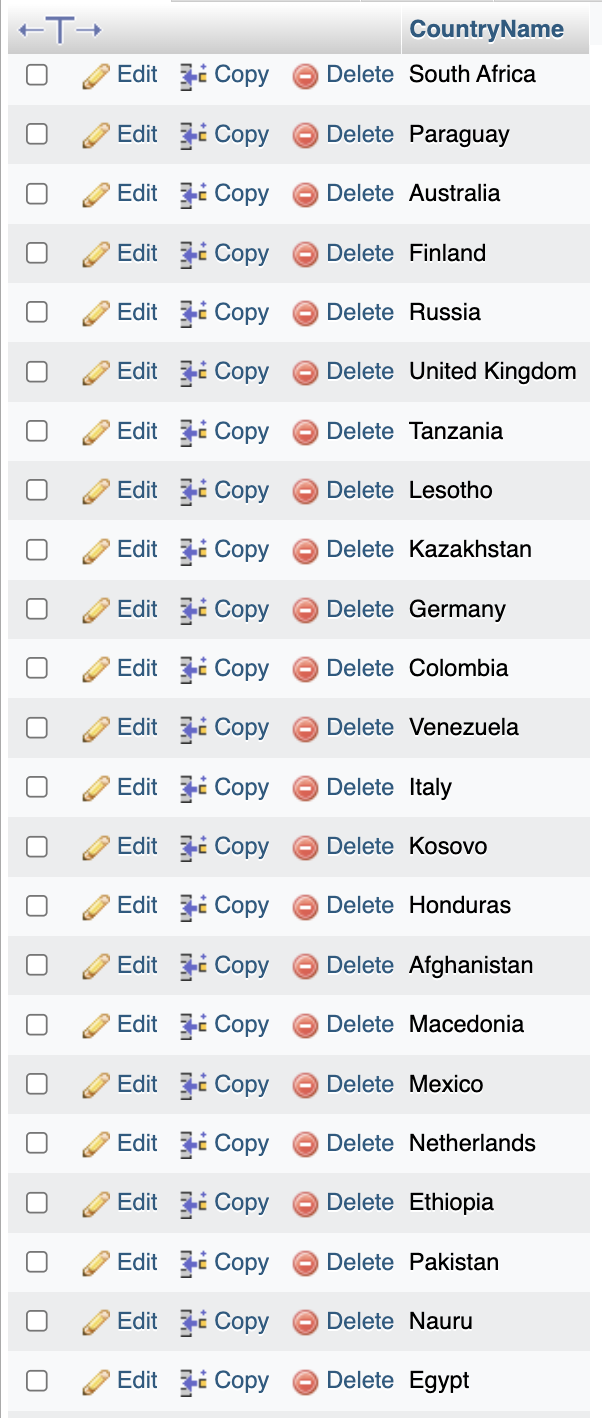 CountryName
Edit Copy Delete South Africa
Edit Copy Delete Paraguay
Edit Copy Delete Australia
Edit Copy Delete Finland
Edit Copy Delete Russia
Edit Copy Delete United Kingdom
Edit Copy Delete Tanzania
Edit Copy Delete Lesotho
Edit Copy Delete Kazakhstan
Edit Copy Delete Germany
Edit Copy Delete Colombia
Edit Copy Delete Venezuela
Edit Copy Delete Italy
Edit Copy Delete Kosovo
Edit Copy Delete Honduras
Edit Copy Delete Afghanistan
Edit Copy Delete Macedonia
Edit Copy Delete Mexico
Edit Copy Delete Netherlands
Edit Copy Delete Ethiopia
Edit Copy Delete Pakistan
Edit Copy Delete Nauru
Edit Copy Delete Egypt